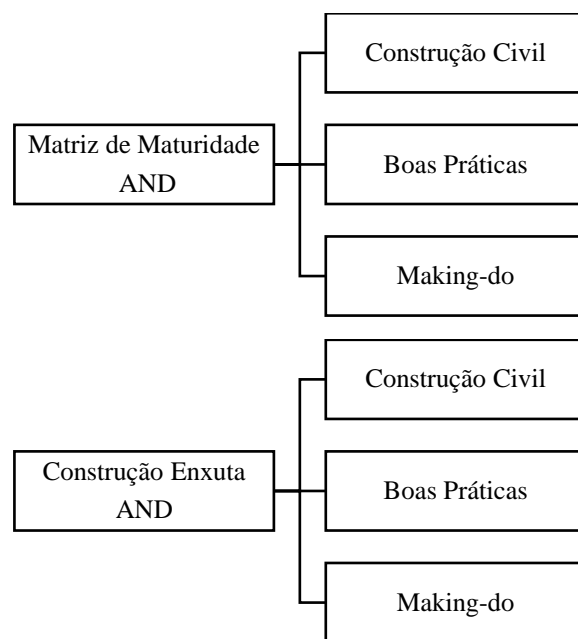 Matriz de Maturidade
AND
Construção Civil
Boas Práticas
Making-do
Construção Enxuta
AND
Construção Civil
Boas Práticas
Making-do